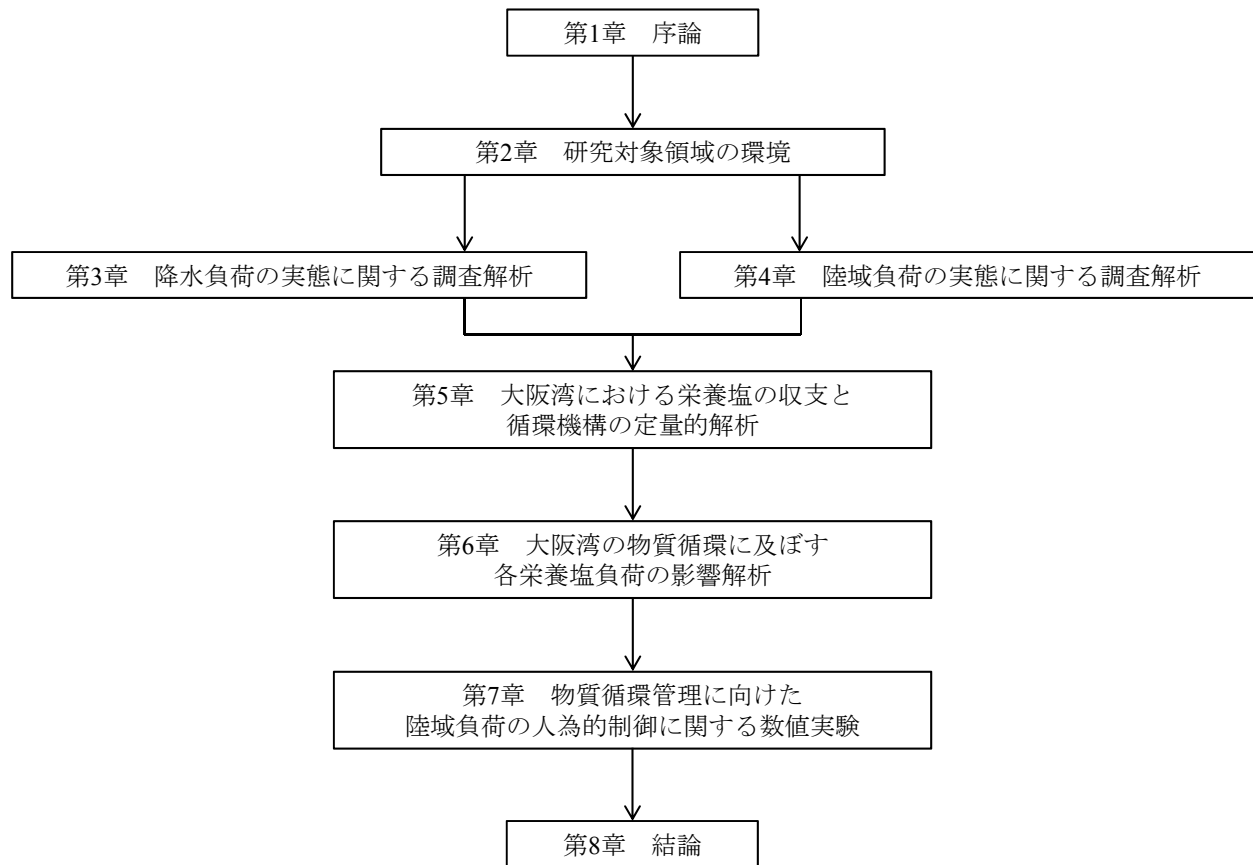 第1章　序論
第2章　研究対象領域の環境
第3章　降水負荷の実態に関する調査解析
第4章　陸域負荷の実態に関する調査解析
第5章　大阪湾における栄養塩の収支と
循環機構の定量的解析
第6章　大阪湾の物質循環に及ぼす
各栄養塩負荷の影響解析
第7章　物質循環管理に向けた
陸域負荷の人為的制御に関する数値実験
第8章　結論